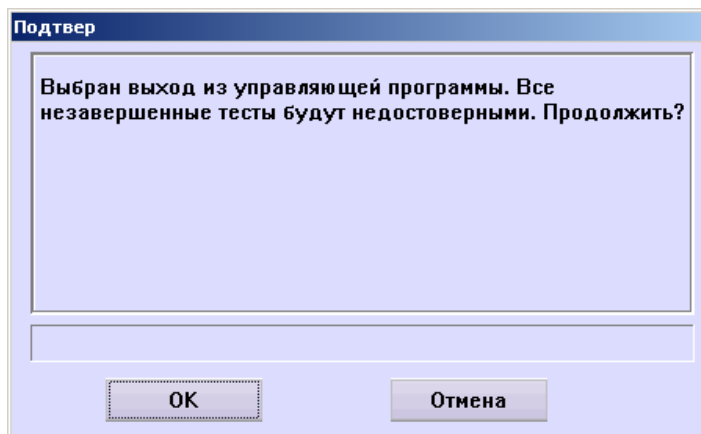 Подтвер
Выбран выход из управляющей программы. Все
незавершенные тесты будут недостоверными. Продолжить?
OK
Отмена